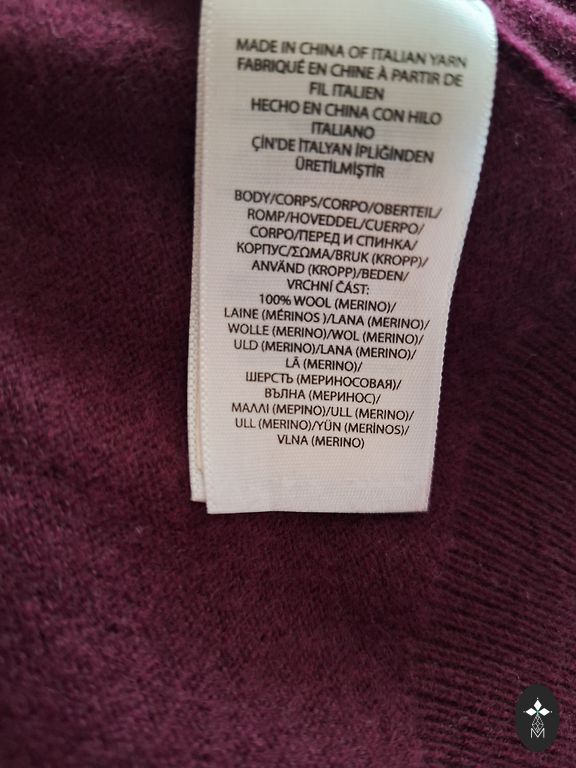 MADE IN CHINA OF ITALIAN YARN
FABRIQUÉ EN CHINE À PARTIR DE
FIL ITALIEN
HECHO EN CHINA CON HILO
ITALIANO
ÇİN'DE İTALYAN İPLİĞİNDEN
ÜRETİLMİŞTİR
BODY/CORPS/CORPO/OBERTEIL/
ROMP/HOVEDDEL/CUERPO/
CORPO/ПЕРЕД И СПИНКА/
КОРПУС/ΣΩΜΑ/BRUK (KROPP)/
ANVÄND (KROPP)/BEDEN/
VRCHNÍ ČÁST:
100% WOOL (MERINO)/
LAINE (MÉRINOS )/LANA (MERINO)/
WOLLE (MERINO)/WOL (MERINO)/
ULD (MERINO)/LANA (MERINO)/
LÃ (MERINO)/
ШЕРСТЬ (МЕРИНОСОВАЯ)/
ВЪЛНА (МЕРИНОС)/
ΜΑΛΛΙ (ΜΕΡΙΝΟ)/ULL (MERINO)/
ULL (MERINO)/YÜN (MERİNOS)/
VLNA (MERINO)
M